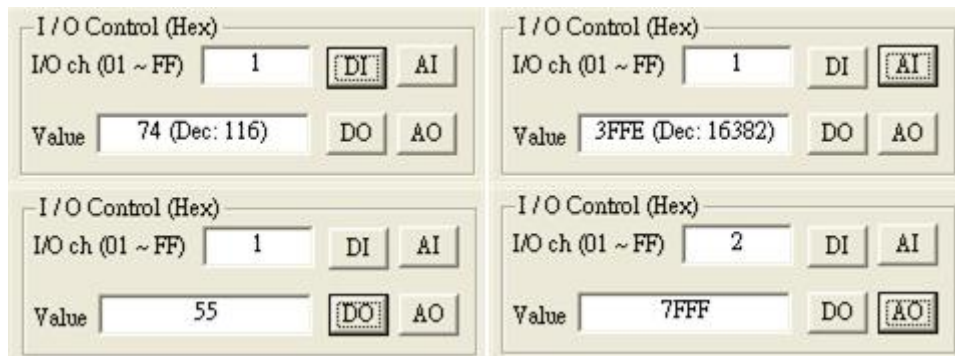 I / O Control (Hex)
I/O ch (01 ~ FF) 1 DI AI
Value 74 (Dec: 116) DO AO
I / O Control (Hex)
I/O ch (01 ~ FF) 1 DI AI
Value 3FFE (Dec: 16382) DO AO
I / O Control (Hex)
I/O ch (01 ~ FF) 1 DI AI
Value 55 DO AO
I / O Control (Hex)
I/O ch (01 ~ FF) 2 DI AI
Value 7FFF DO AO